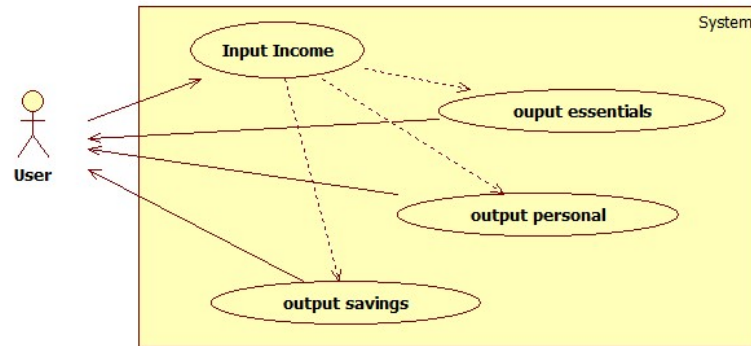 System
Input Income
ouput essentials
User
output personal
output savings